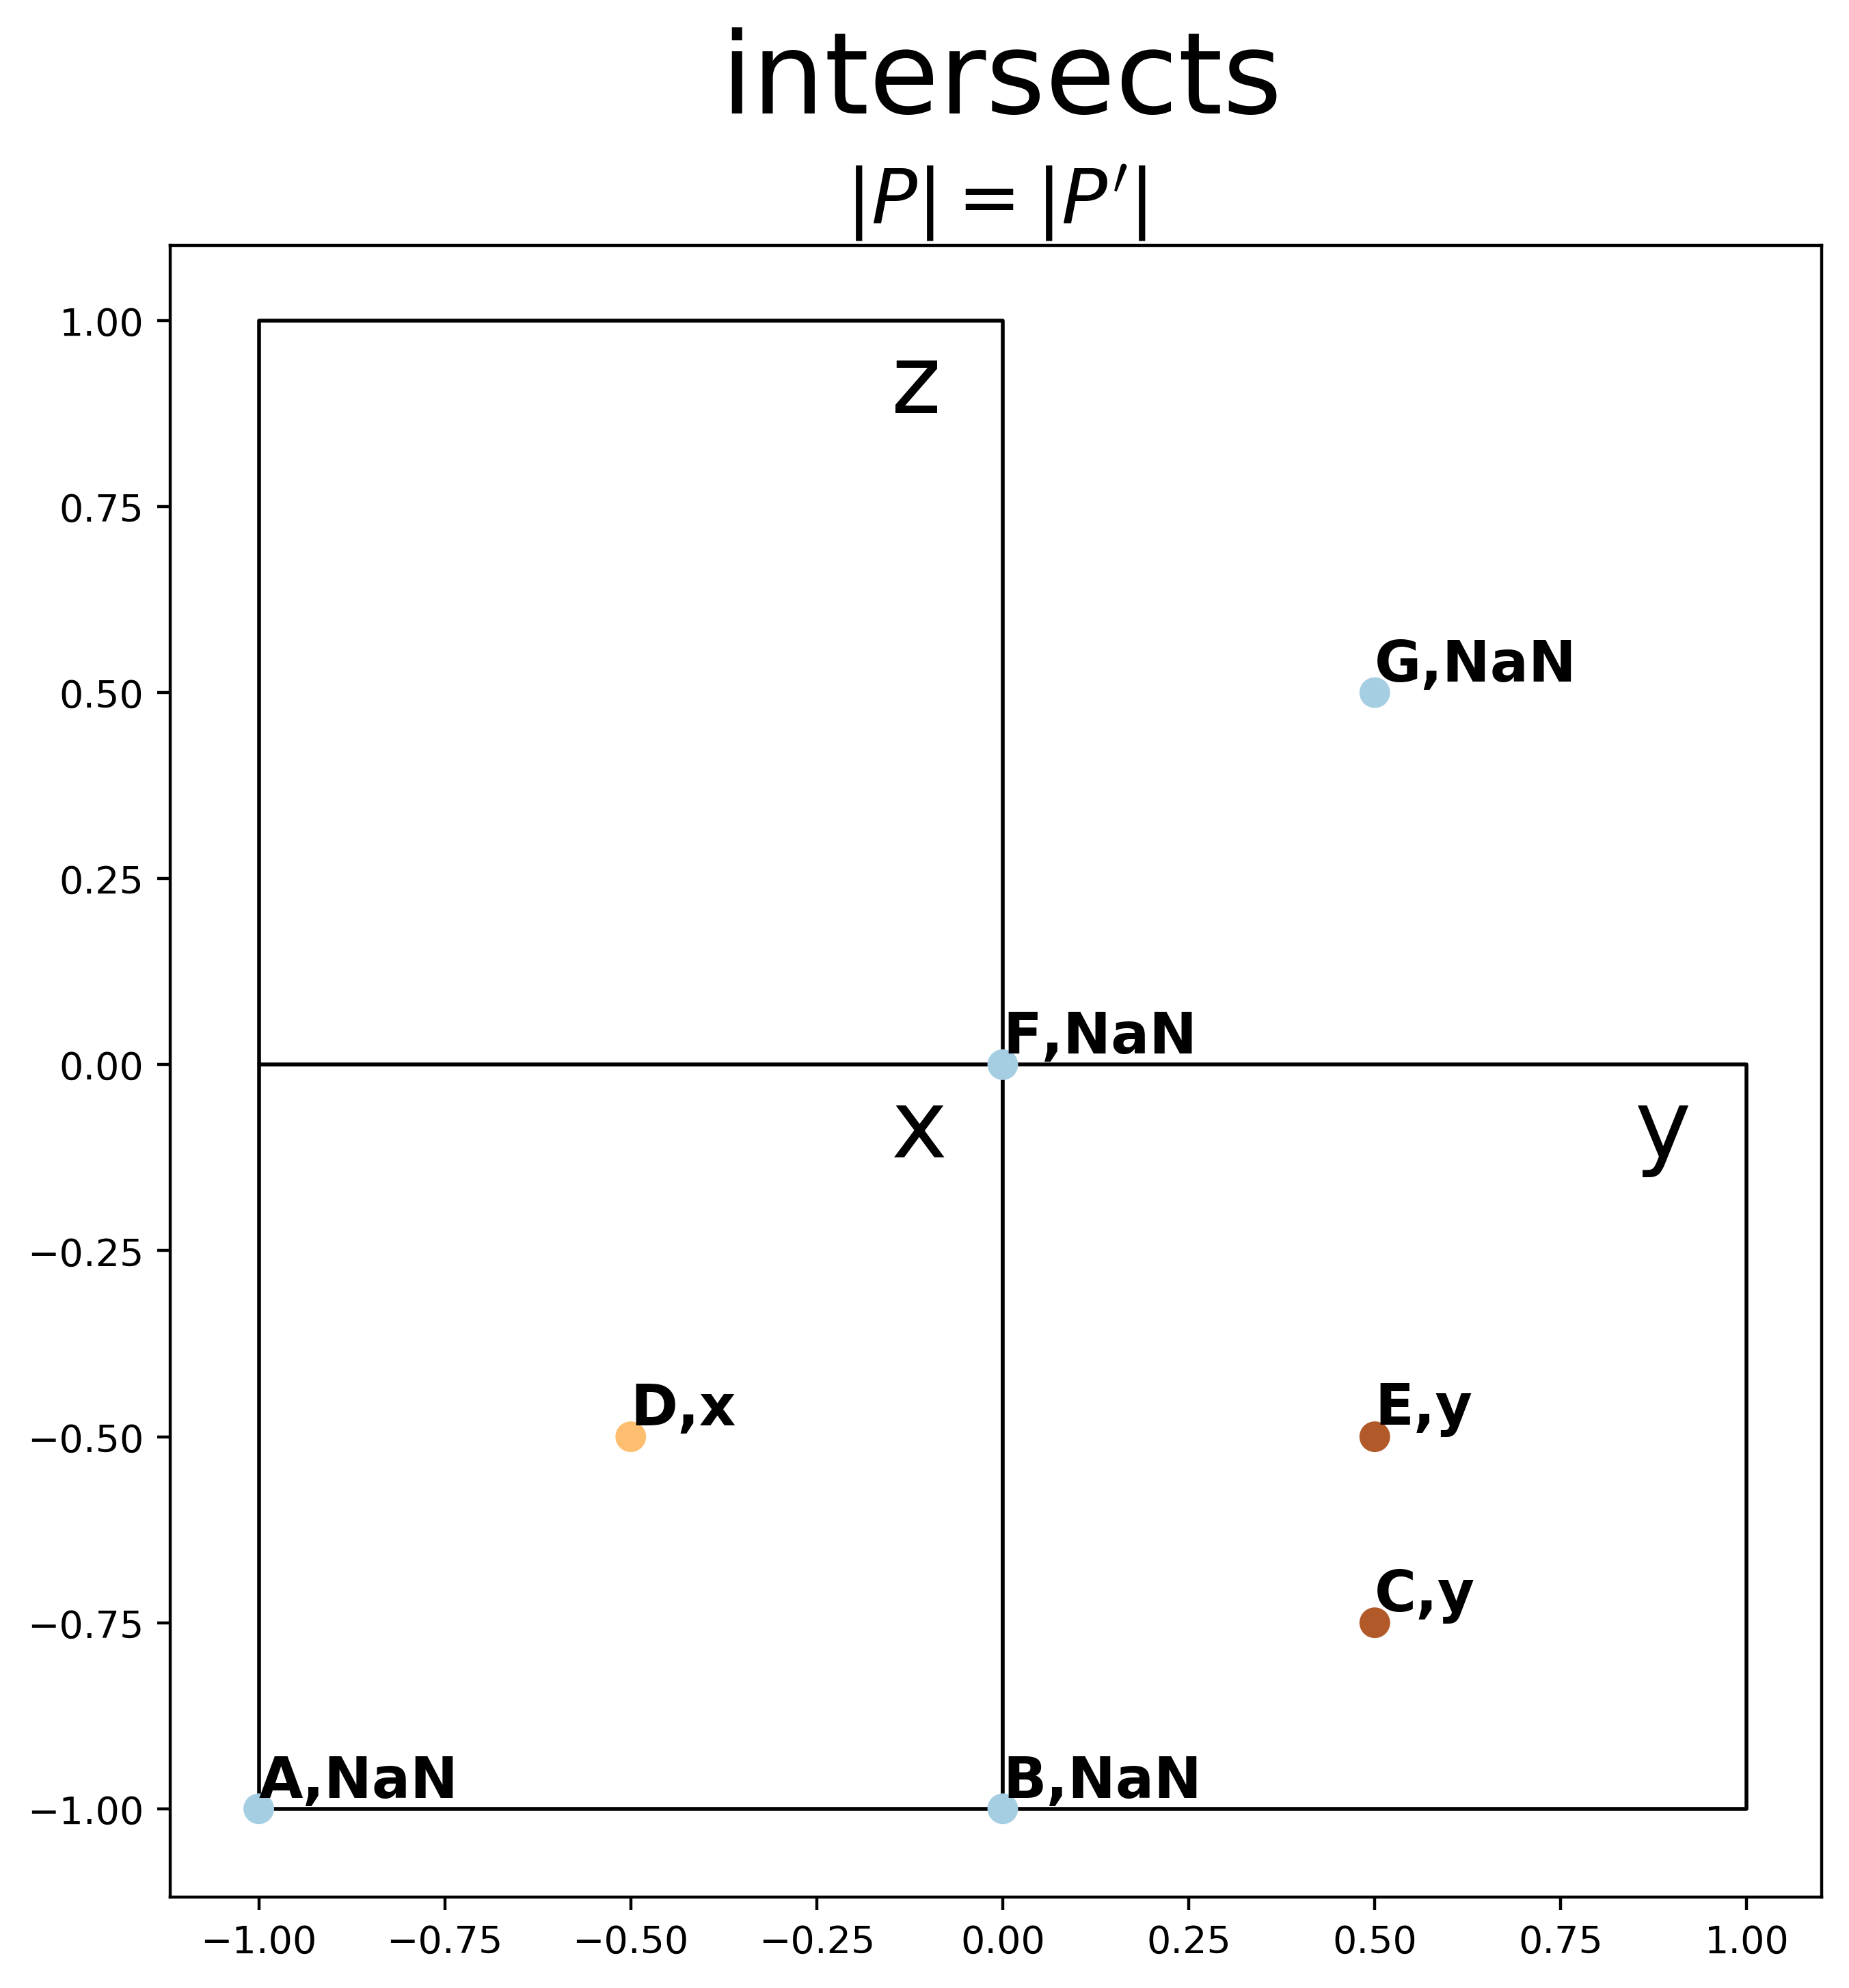 intersects
|P| = |P′|
1.00
z
0.75
G,NaN
0.50
0.25
F,NaN
0.00
x
y
−0.25
D,x
E,y
−0.50
C,y
−0.75
A,NaN
B,NaN
−1.00
−1.00 −0.75 −0.50 −0.25 0.00 0.25 0.50 0.75 1.00